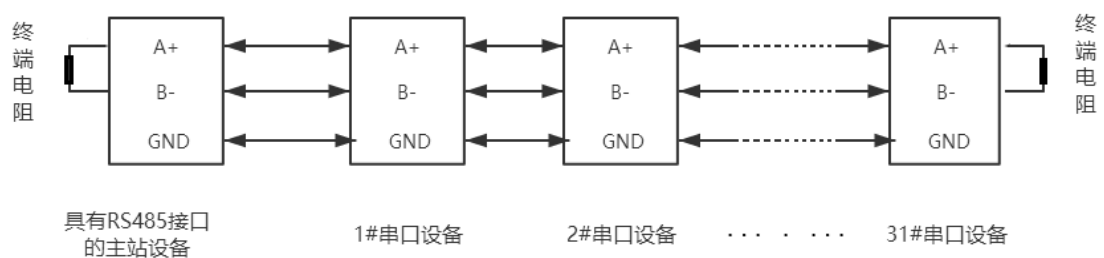 终端电阻
A+
A+
A+
A+
终端电阻
B-
B-
B-
B-
GND
GND
GND
GND
具有RS485接口
的主站设备
1#串口设备
2#串口设备
··· · ···
31#串口设备